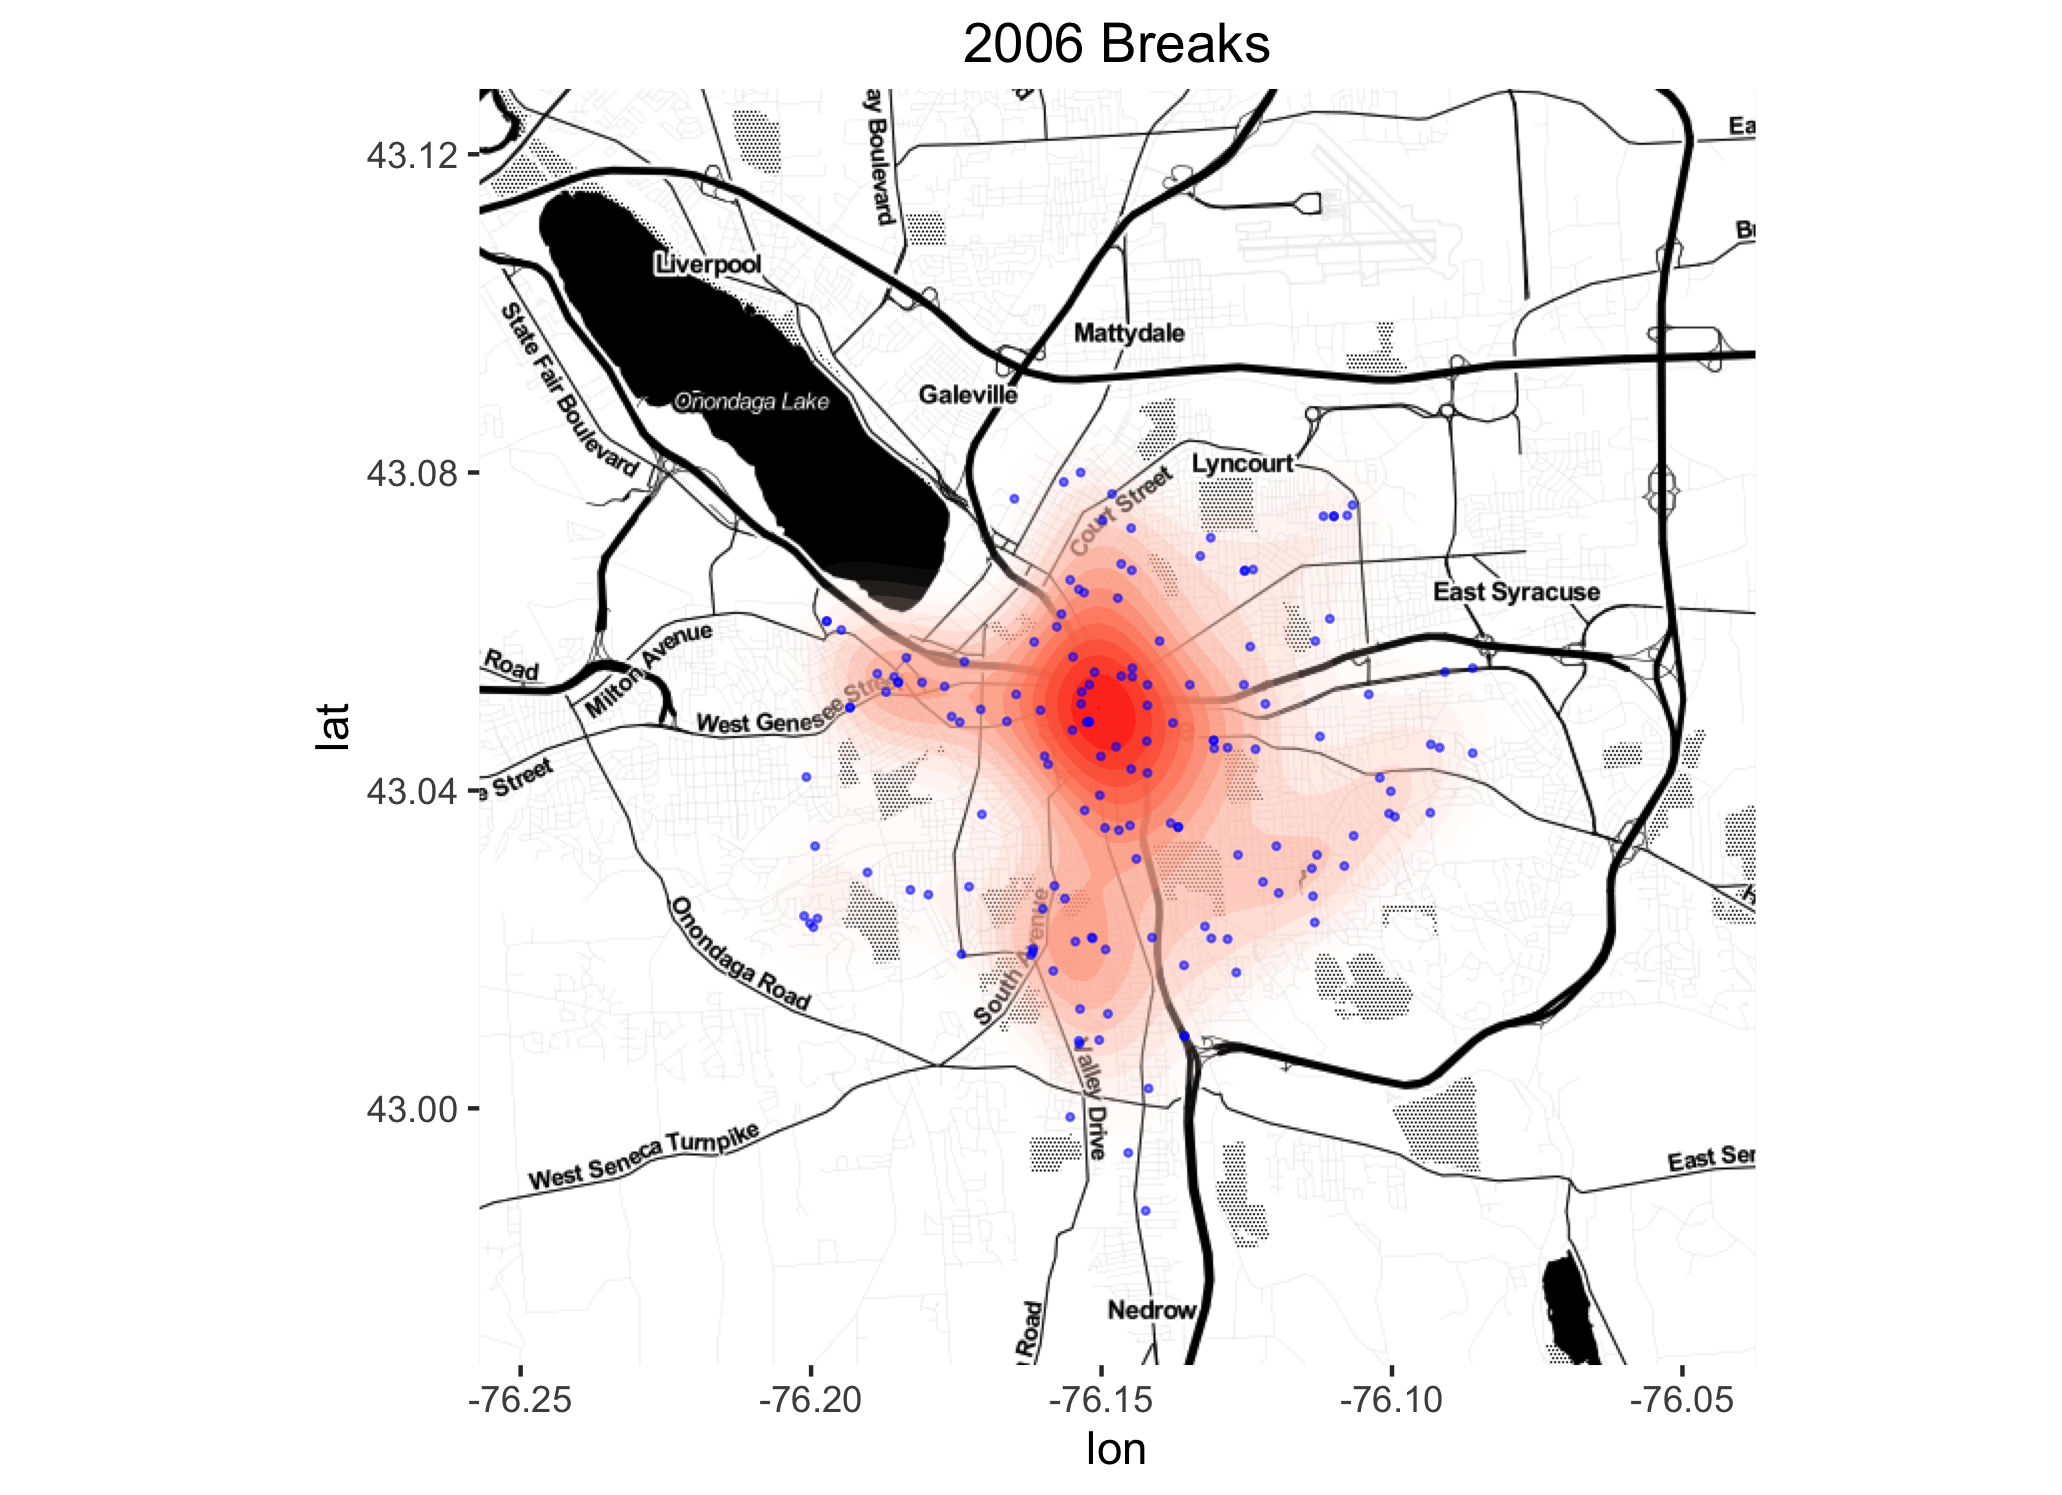 2006 Breaks
43.12
43.08
43.04
43.00
lat
ay Boulevard
Ea
Liverpool
State Fair Boulevard
Onondaga Lake
Mattydale
Galeville
Lyncourt
Court Street
East Syracuse
Road
Milton Avenue
West Genesee Street
e Street
Onondaga Road
South Avenue
Valley Drive
West Seneca Turnpike
East Ser
Road
Nedrow
-76.25
-76.20
-76.15
-76.10
-76.05
lon